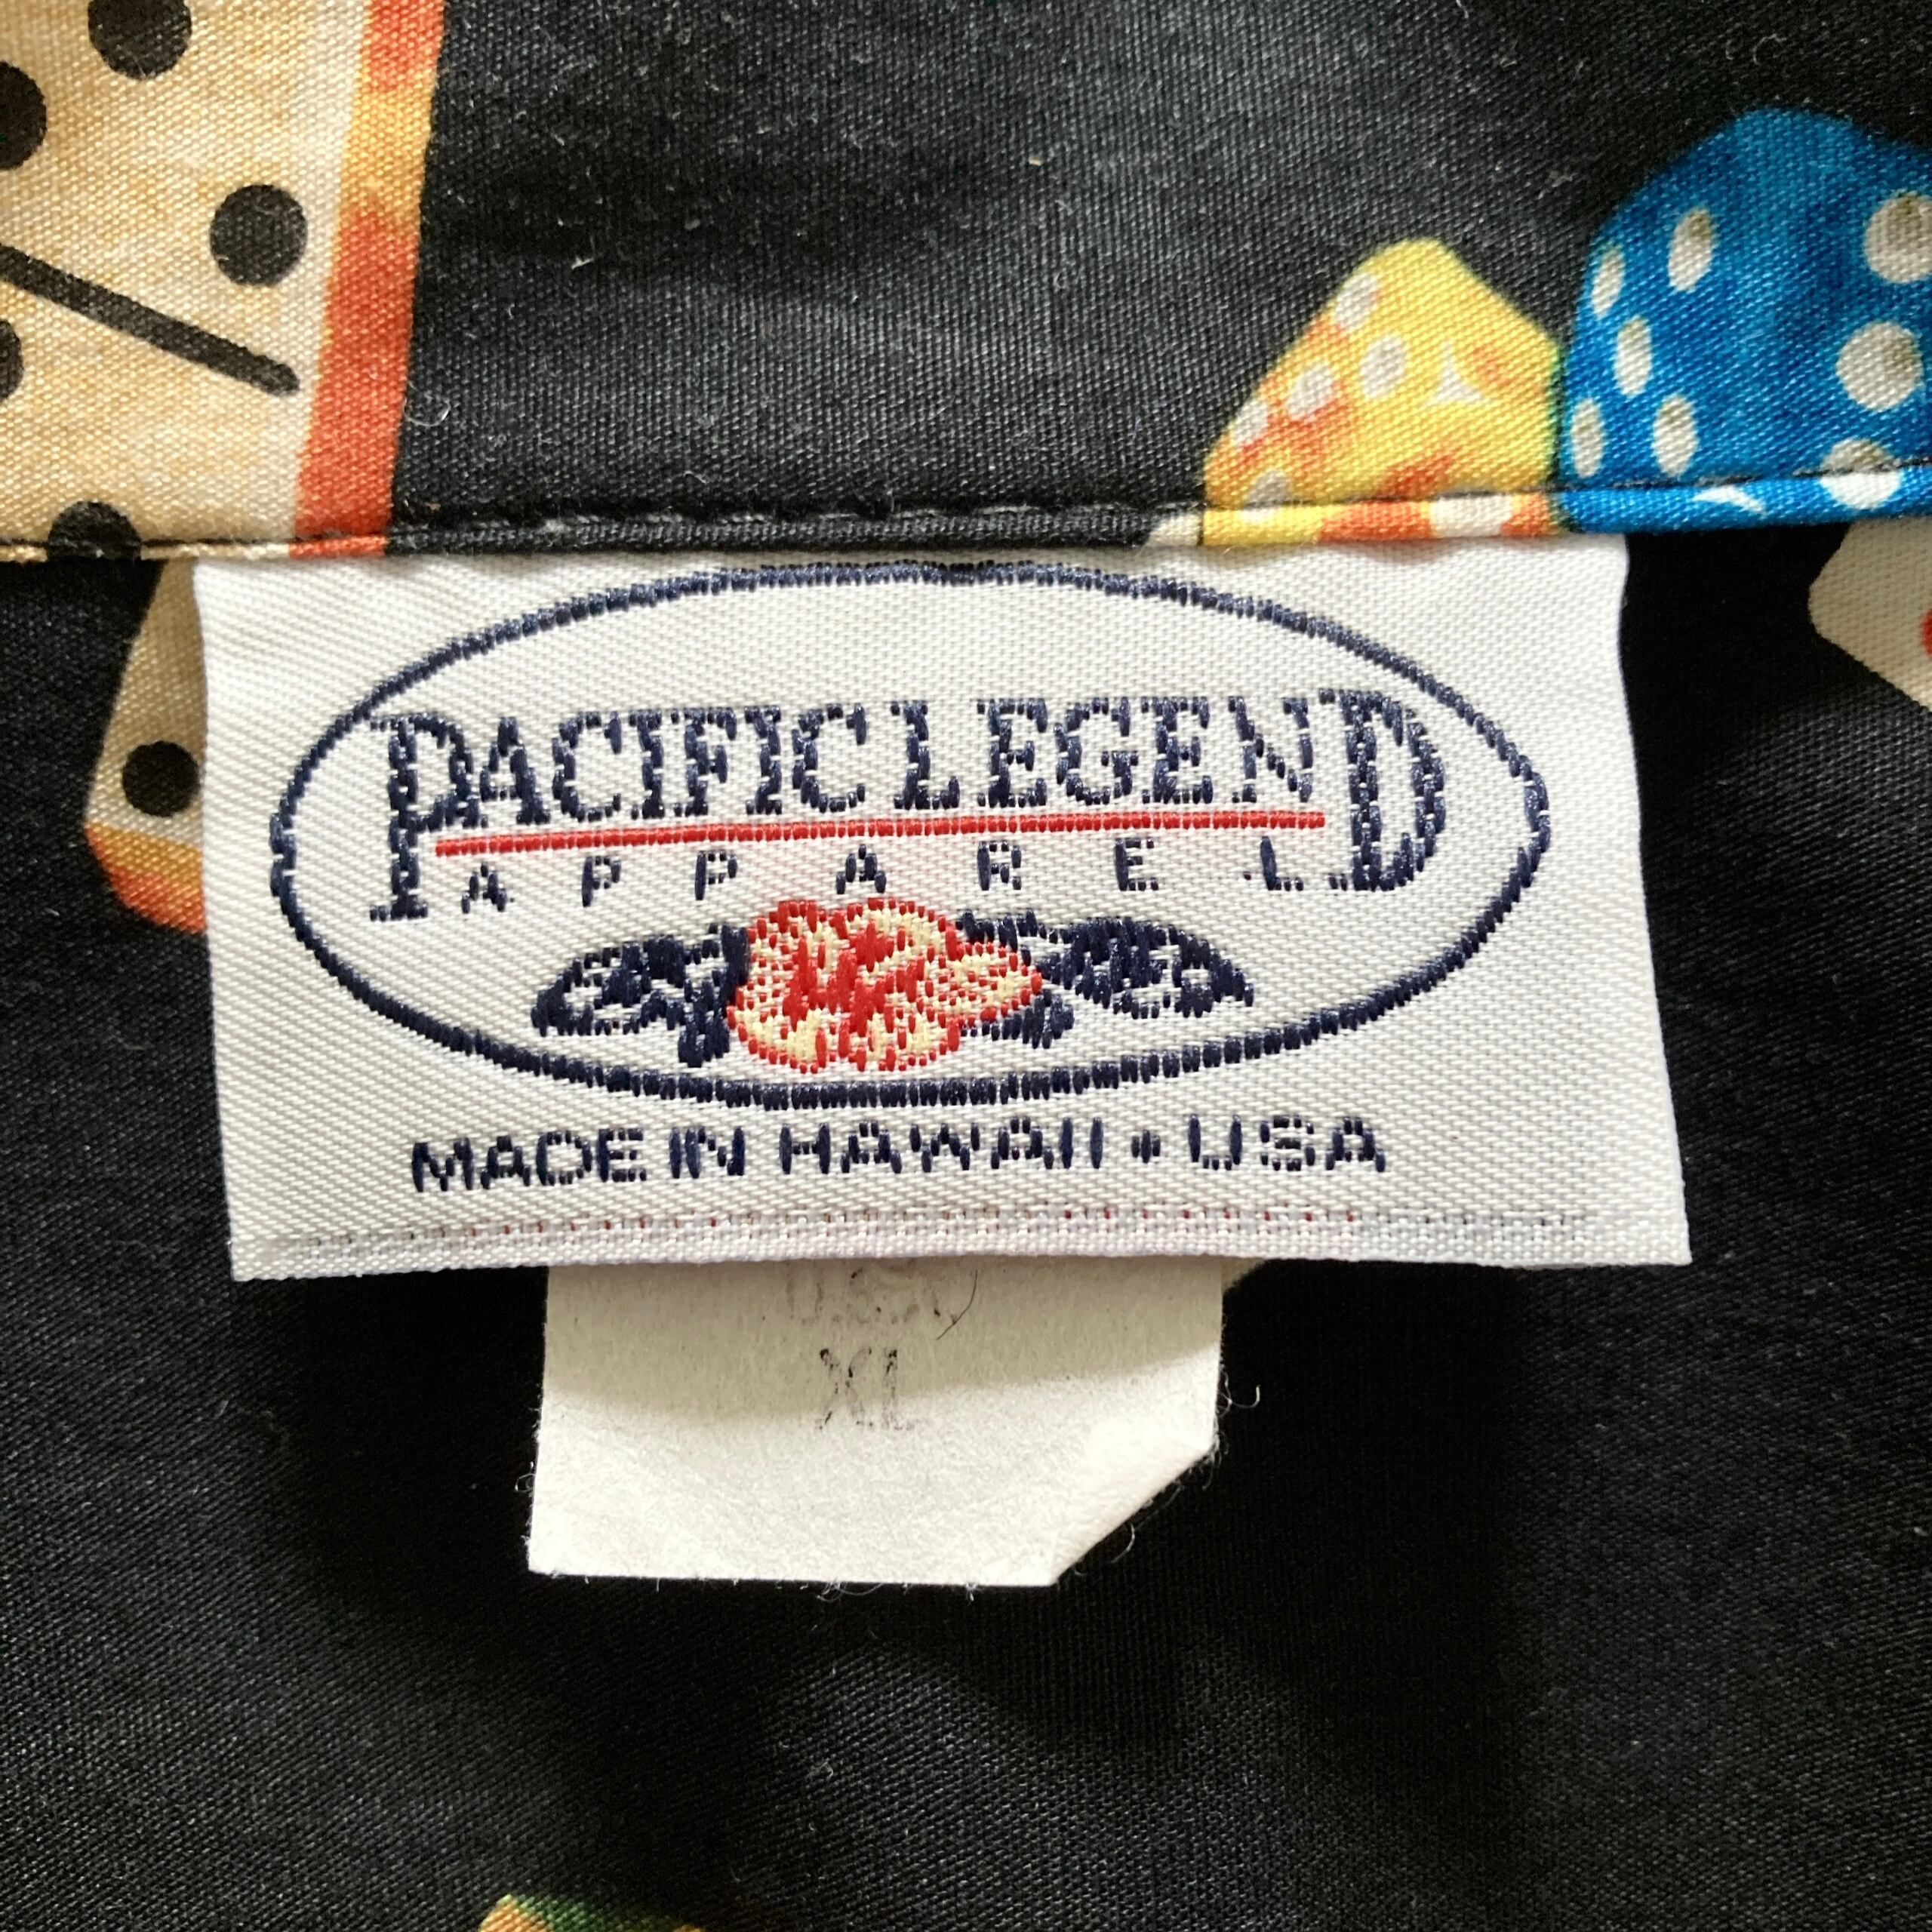 PACIFIC LEGEND
APPAREL
MADE IN HAWAII • USA
U.S.A.
XL